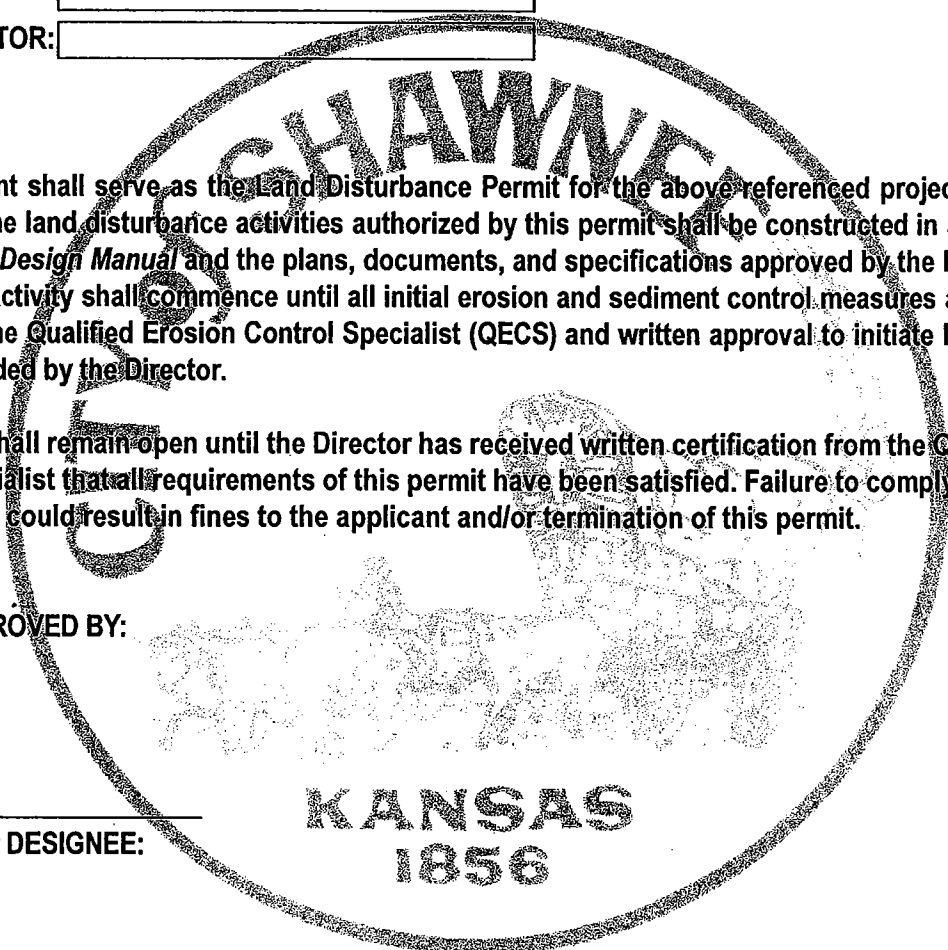 TOR:
CITY OF SHAWNEE
nt shall serve as the Land Disturbance Permit for the above referenced projec
he land disturbance activities authorized by this permit shall be constructed in
Design Manual and the plans, documents, and specifications approved by the
ctivity shall commence until all initial erosion and sediment control measures a
he Qualified Erosion Control Specialist (QECS) and written approval to initiate l
ded by the Director.
hall remain open until the Director has received written certification from the
ialist that all requirements of this permit have been satisfied. Failure to comply
could result in fines to the applicant and/or termination of this permit.
ROVED BY:
DESIGNEE:
KANSAS
1856